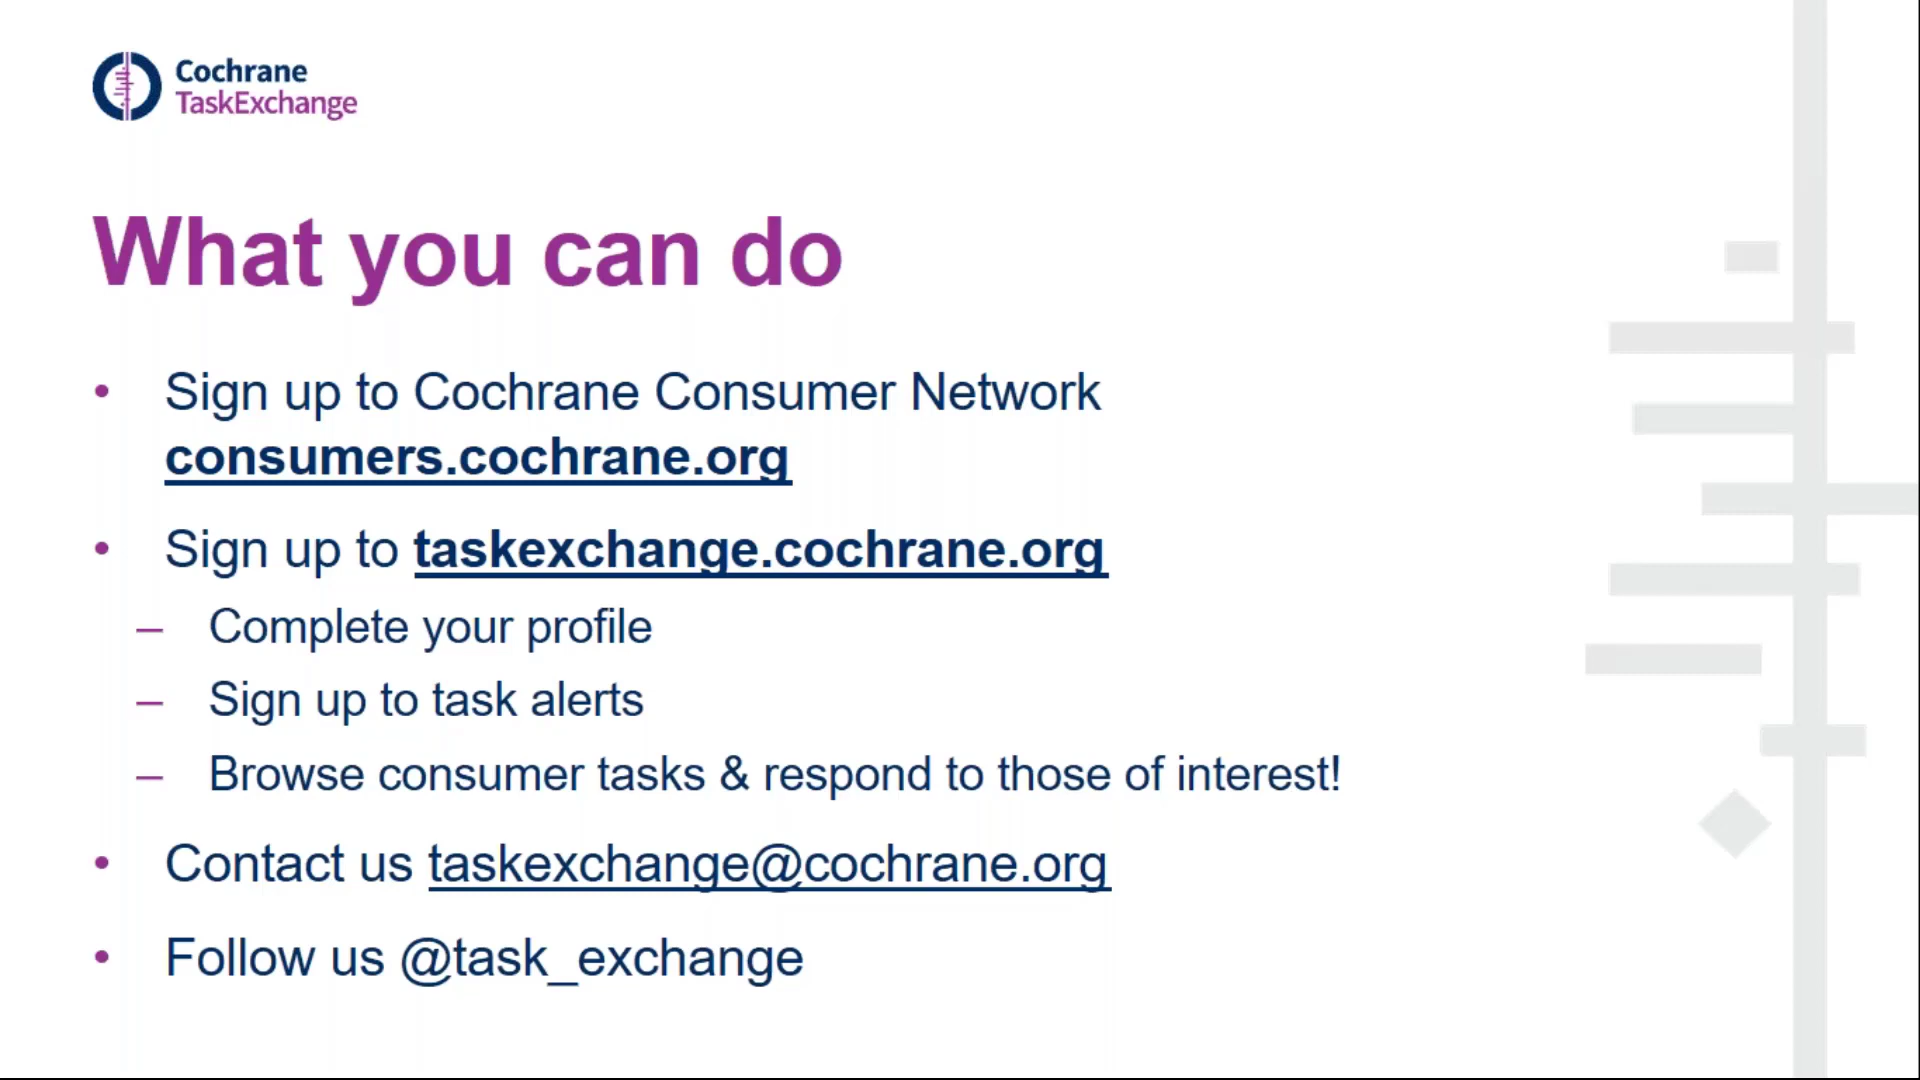 Cochrane
TaskExchange
What you can do
• Sign up to Cochrane Consumer Network
consumers.cochrane.org
• Sign up to taskexchange.cochrane.org
– Complete your profile
– Sign up to task alerts
– Browse consumer tasks & respond to those of interest!
• Contact us taskexchange@cochrane.org
• Follow us @task_exchange